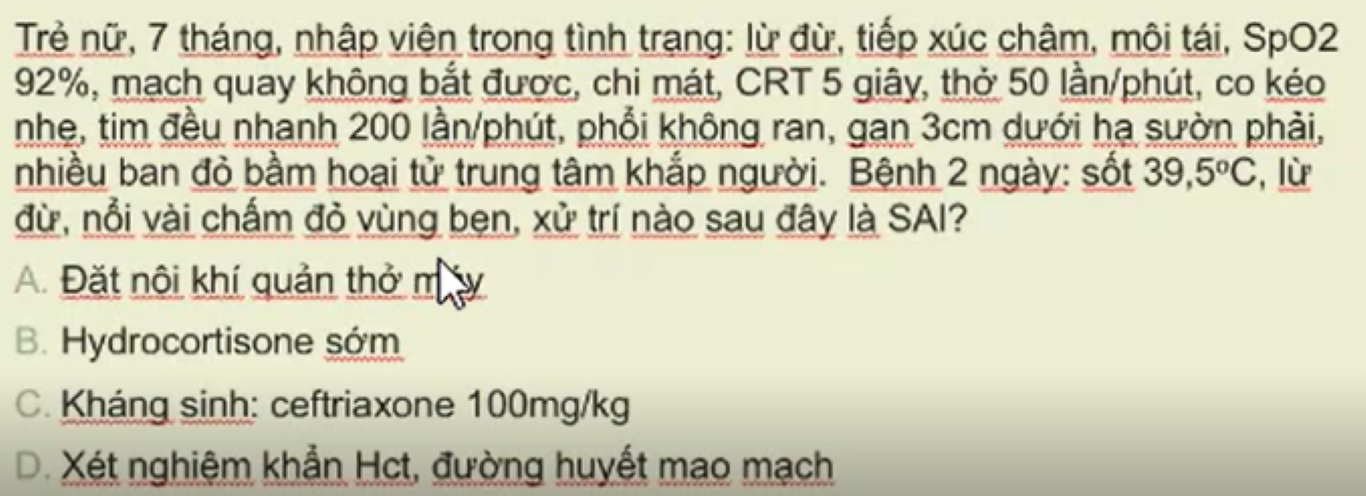 Trẻ nữ, 7 tháng, nhập viện trong tình trạng: lừ đừ, tiếp xúc chậm, môi tái, SpO2
92%, mạch quay không bắt được, chi mát, CRT 5 giây, thở 50 lần/phút, co kéo
nhẹ, tim đều nhanh 200 lần/phút, phổi không ran, gan 3cm dưới hạ sườn phải,
nhiều ban đỏ bầm hoại tử trung tâm khắp người. Bệnh 2 ngày: sốt 39,5ºC, lừ
đừ, nổi vài chấm đỏ vùng bẹn, xử trí nào sau đây là SAI?
A. Đặt nội khí quản thở máy
B. Hydrocortisone sớm
C. Kháng sinh: ceftriaxone 100mg/kg
D. Xét nghiệm khẩn Hct, đường huyết mao mạch